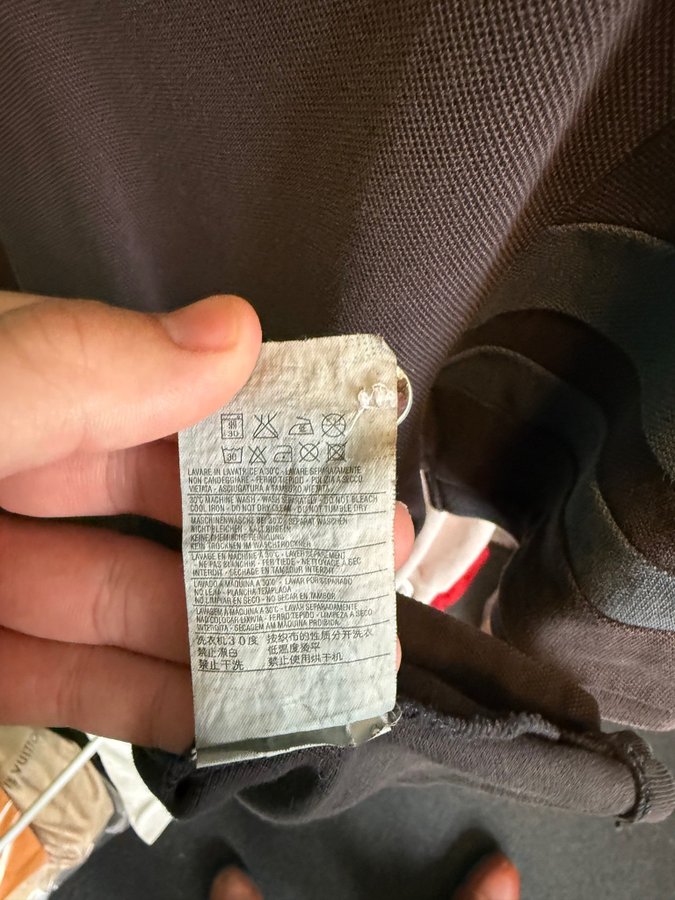 弱
30
30
LAVARE IN LAVATRICE A 30°C - LAVARE SEPARATAMENTE
NON CANDEGGIARE - FERRO TIEPIDO - PULIZIA A SECCO
VIETATA - ASCIUGATURA A TAMBURO VIETATA
30°C MACHINE WASH - WASH SEPARATELY - DO NOT BLEACH
COOL IRON - DO NOT DRY CLEAN - DO NOT TUMBLE DRY
MASCHINENWÄSCHE BEI 30°C - SEPARAT WASCHEN
NICHT BLEICHEN - KEINE CHEMISCHE REINIGUNG
KEIN TROCKNEN IM WÄSCHETROCKNER
LAVAGE EN MACHINE A 30°C - LAVER SEPAREMENT
NE PAS BLANCHIR - FER TIEDE - NETTOYAGE A SEC
INTERDIT - SECHAGE EN TAMBOUR INTERDIT
LAVADO A MAQUINA A 30°C - LAVAR POR SEPARADO
NO LEJIA - PLANCHA TEMPLADA
NO LIMPIAR EN SECO - NO SECAR EN TAMBOR
LAVAGEM A MAQUINA A 30°C - LAVAR SEPARADAMENTE
NAO COLOCAR LIXIVIA - FERRO TEPIDO - LIMPEZA A SECO
INTERDITA - SECAGEM AM MAQUINA PROIBIDA
洗衣机30度 按织布的性质分开洗衣
禁止漂白 低温度烫平
禁止干洗 禁止使用烘干机